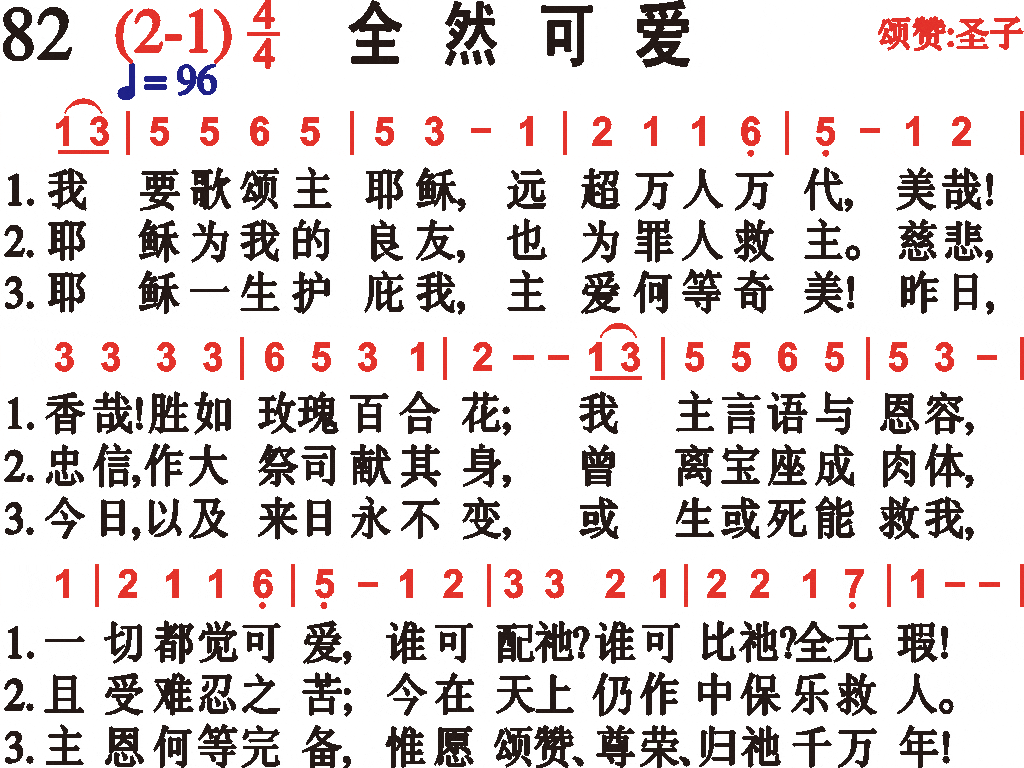 82 (2-1) 4/4 全然可爱 颂赞:圣子
♩= 96
1 3 | 5 5 6 5 | 5 3 – 1 | 2 1 1 6̣ | 5̣ – 1 2 |
1. 我 要歌颂主 耶稣, 远 超万人万 代, 美哉!
2. 耶 稣为我的 良友, 也 为罪人救 主。慈悲,
3. 耶 稣一生护 庇我, 主 爱何等奇 美! 昨日,
3 3 3 3 | 6 5 3 1 | 2 – – 1 3 | 5 5 6 5 | 5 3 – |
1. 香哉!胜如 玫瑰百合 花; 我 主言语与 恩容,
2. 忠信,作大 祭司献其 身, 曾 离宝座成 肉体,
3. 今日,以及 来日永不 变, 或 生或死能 救我,
1 | 2 1 1 6̣ | 5̣ – 1 2 | 3 3 2 1 | 2 2 1 7̣ | 1 – – |
1. 一 切都觉可 爱, 谁可 配祂?谁可 比祂?全无 瑕!
2. 且 受难忍之 苦; 今在 天上仍作 中保乐救 人。
3. 主 恩何等完 备, 惟愿 颂赞、尊荣、归祂千万 年!